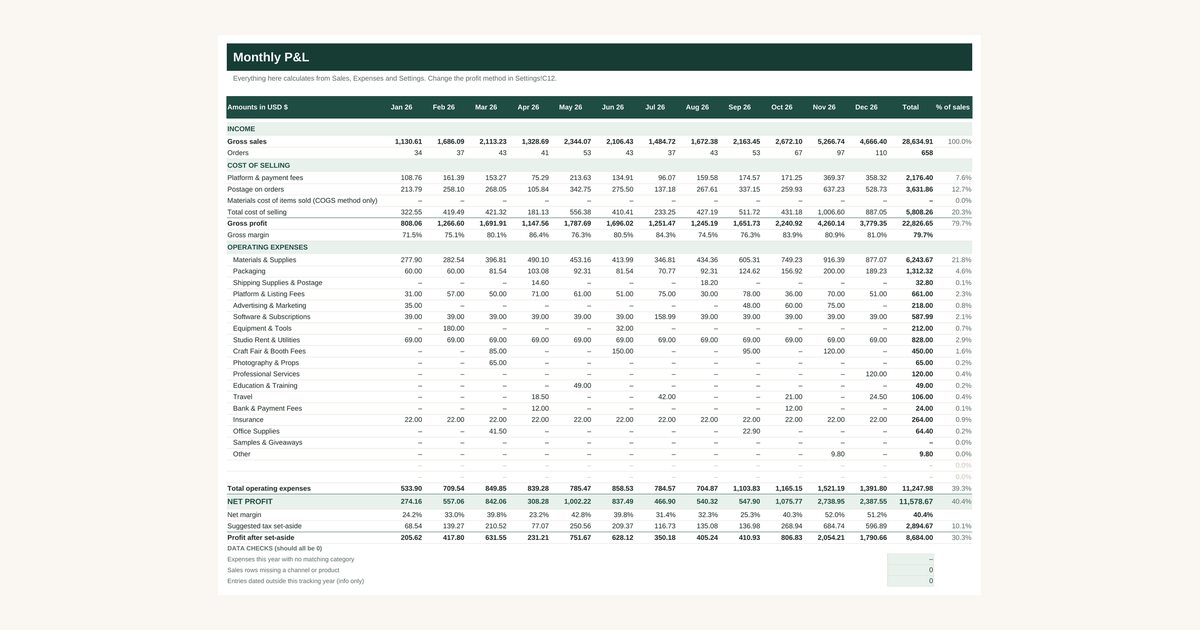 Monthly P&L
Everything here calculates from Sales, Expenses and Settings. Change the profit method in Settings!C12.
Amounts in USD $ Jan 26 Feb 26 Mar 26 Apr 26 May 26 Jun 26 Jul 26 Aug 26 Sep 26 Oct 26 Nov 26 Dec 26 Total % of sales
INCOME
Gross sales 1,130.61 1,686.09 2,113.23 1,328.69 2,344.07 2,106.43 1,484.72 1,672.38 2,163.45 2,672.10 5,266.74 4,666.40 28,634.91 100.0%
Orders 34 37 43 41 53 43 37 43 53 67 97 110 658
COST OF SELLING
Platform & payment fees 108.76 161.39 153.27 75.29 213.63 134.91 96.07 159.58 174.57 171.25 369.37 358.32 2,176.40 7.6%
Postage on orders 213.79 258.10 268.05 105.84 342.75 275.50 137.18 267.61 337.15 259.93 637.23 528.73 3,631.86 12.7%
Materials cost of items sold (COGS method only) – – – – – – – – – – – – – 0.0%
Total cost of selling 322.55 419.49 421.32 181.13 556.38 410.41 233.25 427.19 511.72 431.18 1,006.60 887.05 5,808.26 20.3%
Gross profit 808.06 1,266.60 1,691.91 1,147.56 1,787.69 1,696.02 1,251.47 1,245.19 1,651.73 2,240.92 4,260.14 3,779.35 22,826.65 79.7%
Gross margin 71.5% 75.1% 80.1% 86.4% 76.3% 80.5% 84.3% 74.5% 76.3% 83.9% 80.9% 81.0% 79.7%
OPERATING EXPENSES
Materials & Supplies 277.90 282.54 396.81 490.10 453.16 413.99 346.81 434.36 605.31 749.23 916.39 877.07 6,243.67 21.8%
Packaging 60.00 60.00 81.54 103.08 92.31 81.54 70.77 92.31 124.62 156.92 200.00 189.23 1,312.32 4.6%
Shipping Supplies & Postage – – – 14.60 – – – 18.20 – – – – 32.80 0.1%
Platform & Listing Fees 31.00 57.00 50.00 71.00 61.00 51.00 75.00 30.00 78.00 36.00 70.00 51.00 661.00 2.3%
Advertising & Marketing 35.00 – – – – – – – 48.00 60.00 75.00 – 218.00 0.8%
Software & Subscriptions 39.00 39.00 39.00 39.00 39.00 39.00 158.99 39.00 39.00 39.00 39.00 39.00 587.99 2.1%
Equipment & Tools – 180.00 – – – 32.00 – – – – – – 212.00 0.7%
Studio Rent & Utilities 69.00 69.00 69.00 69.00 69.00 69.00 69.00 69.00 69.00 69.00 69.00 69.00 828.00 2.9%
Craft Fair & Booth Fees – – 85.00 – – 150.00 – – 95.00 – 120.00 – 450.00 1.6%
Photography & Props – – 65.00 – – – – – – – – – 65.00 0.2%
Professional Services – – – – – – – – – – – 120.00 120.00 0.4%
Education & Training – – – – 49.00 – – – – – – – 49.00 0.2%
Travel – – – 18.50 – – 42.00 – – 21.00 – 24.50 106.00 0.4%
Bank & Payment Fees – – – 12.00 – – – – – 12.00 – – 24.00 0.1%
Insurance 22.00 22.00 22.00 22.00 22.00 22.00 22.00 22.00 22.00 22.00 22.00 22.00 264.00 0.9%
Office Supplies – – 41.50 – – – – – 22.90 – – – 64.40 0.2%
Samples & Giveaways – – – – – – – – – – – – – 0.0%
Other – – – – – – – – – – 9.80 – 9.80 0.0%
– – – – – – – – – – – – – 0.0%
– – – – – – – – – – – – – 0.0%
Total operating expenses 533.90 709.54 849.85 839.28 785.47 858.53 784.57 704.87 1,103.83 1,165.15 1,521.19 1,391.80 11,247.98 39.3%
NET PROFIT 274.16 557.06 842.06 308.28 1,002.22 837.49 466.90 540.32 547.90 1,075.77 2,738.95 2,387.55 11,578.67 40.4%
Net margin 24.2% 33.0% 39.8% 23.2% 42.8% 39.8% 31.4% 32.3% 25.3% 40.3% 52.0% 51.2% 40.4%
Suggested tax set-aside 68.54 139.27 210.52 77.07 250.56 209.37 116.73 135.08 136.98 268.94 684.74 596.89 2,894.67 10.1%
Profit after set-aside 205.62 417.80 631.55 231.21 751.67 628.12 350.18 405.24 410.93 806.83 2,054.21 1,790.66 8,684.00 30.3%
DATA CHECKS (should all be 0)
Expenses this year with no matching category –
Sales rows missing a channel or product 0
Entries dated outside this tracking year (info only) 0